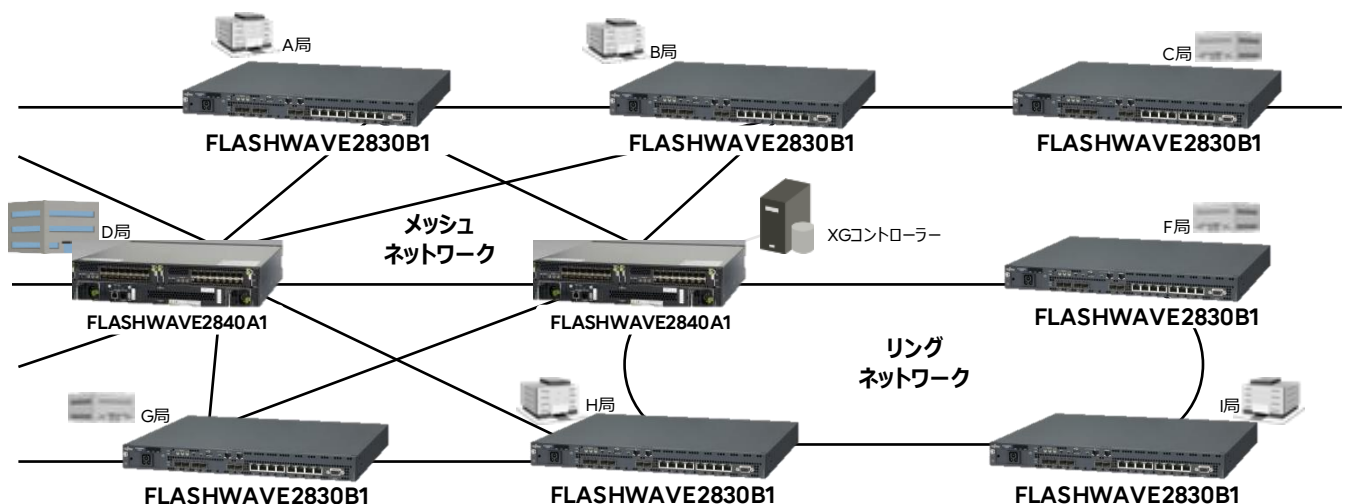 A局
B局
C局
FLASHWAVE2830B1
FLASHWAVE2830B1
FLASHWAVE2830B1
D局
メッシュ
ネットワーク
XGコントローラー
F局
FLASHWAVE2840A1
FLASHWAVE2840A1
FLASHWAVE2830B1
リング
ネットワーク
G局
H局
I局
FLASHWAVE2830B1
FLASHWAVE2830B1
FLASHWAVE2830B1